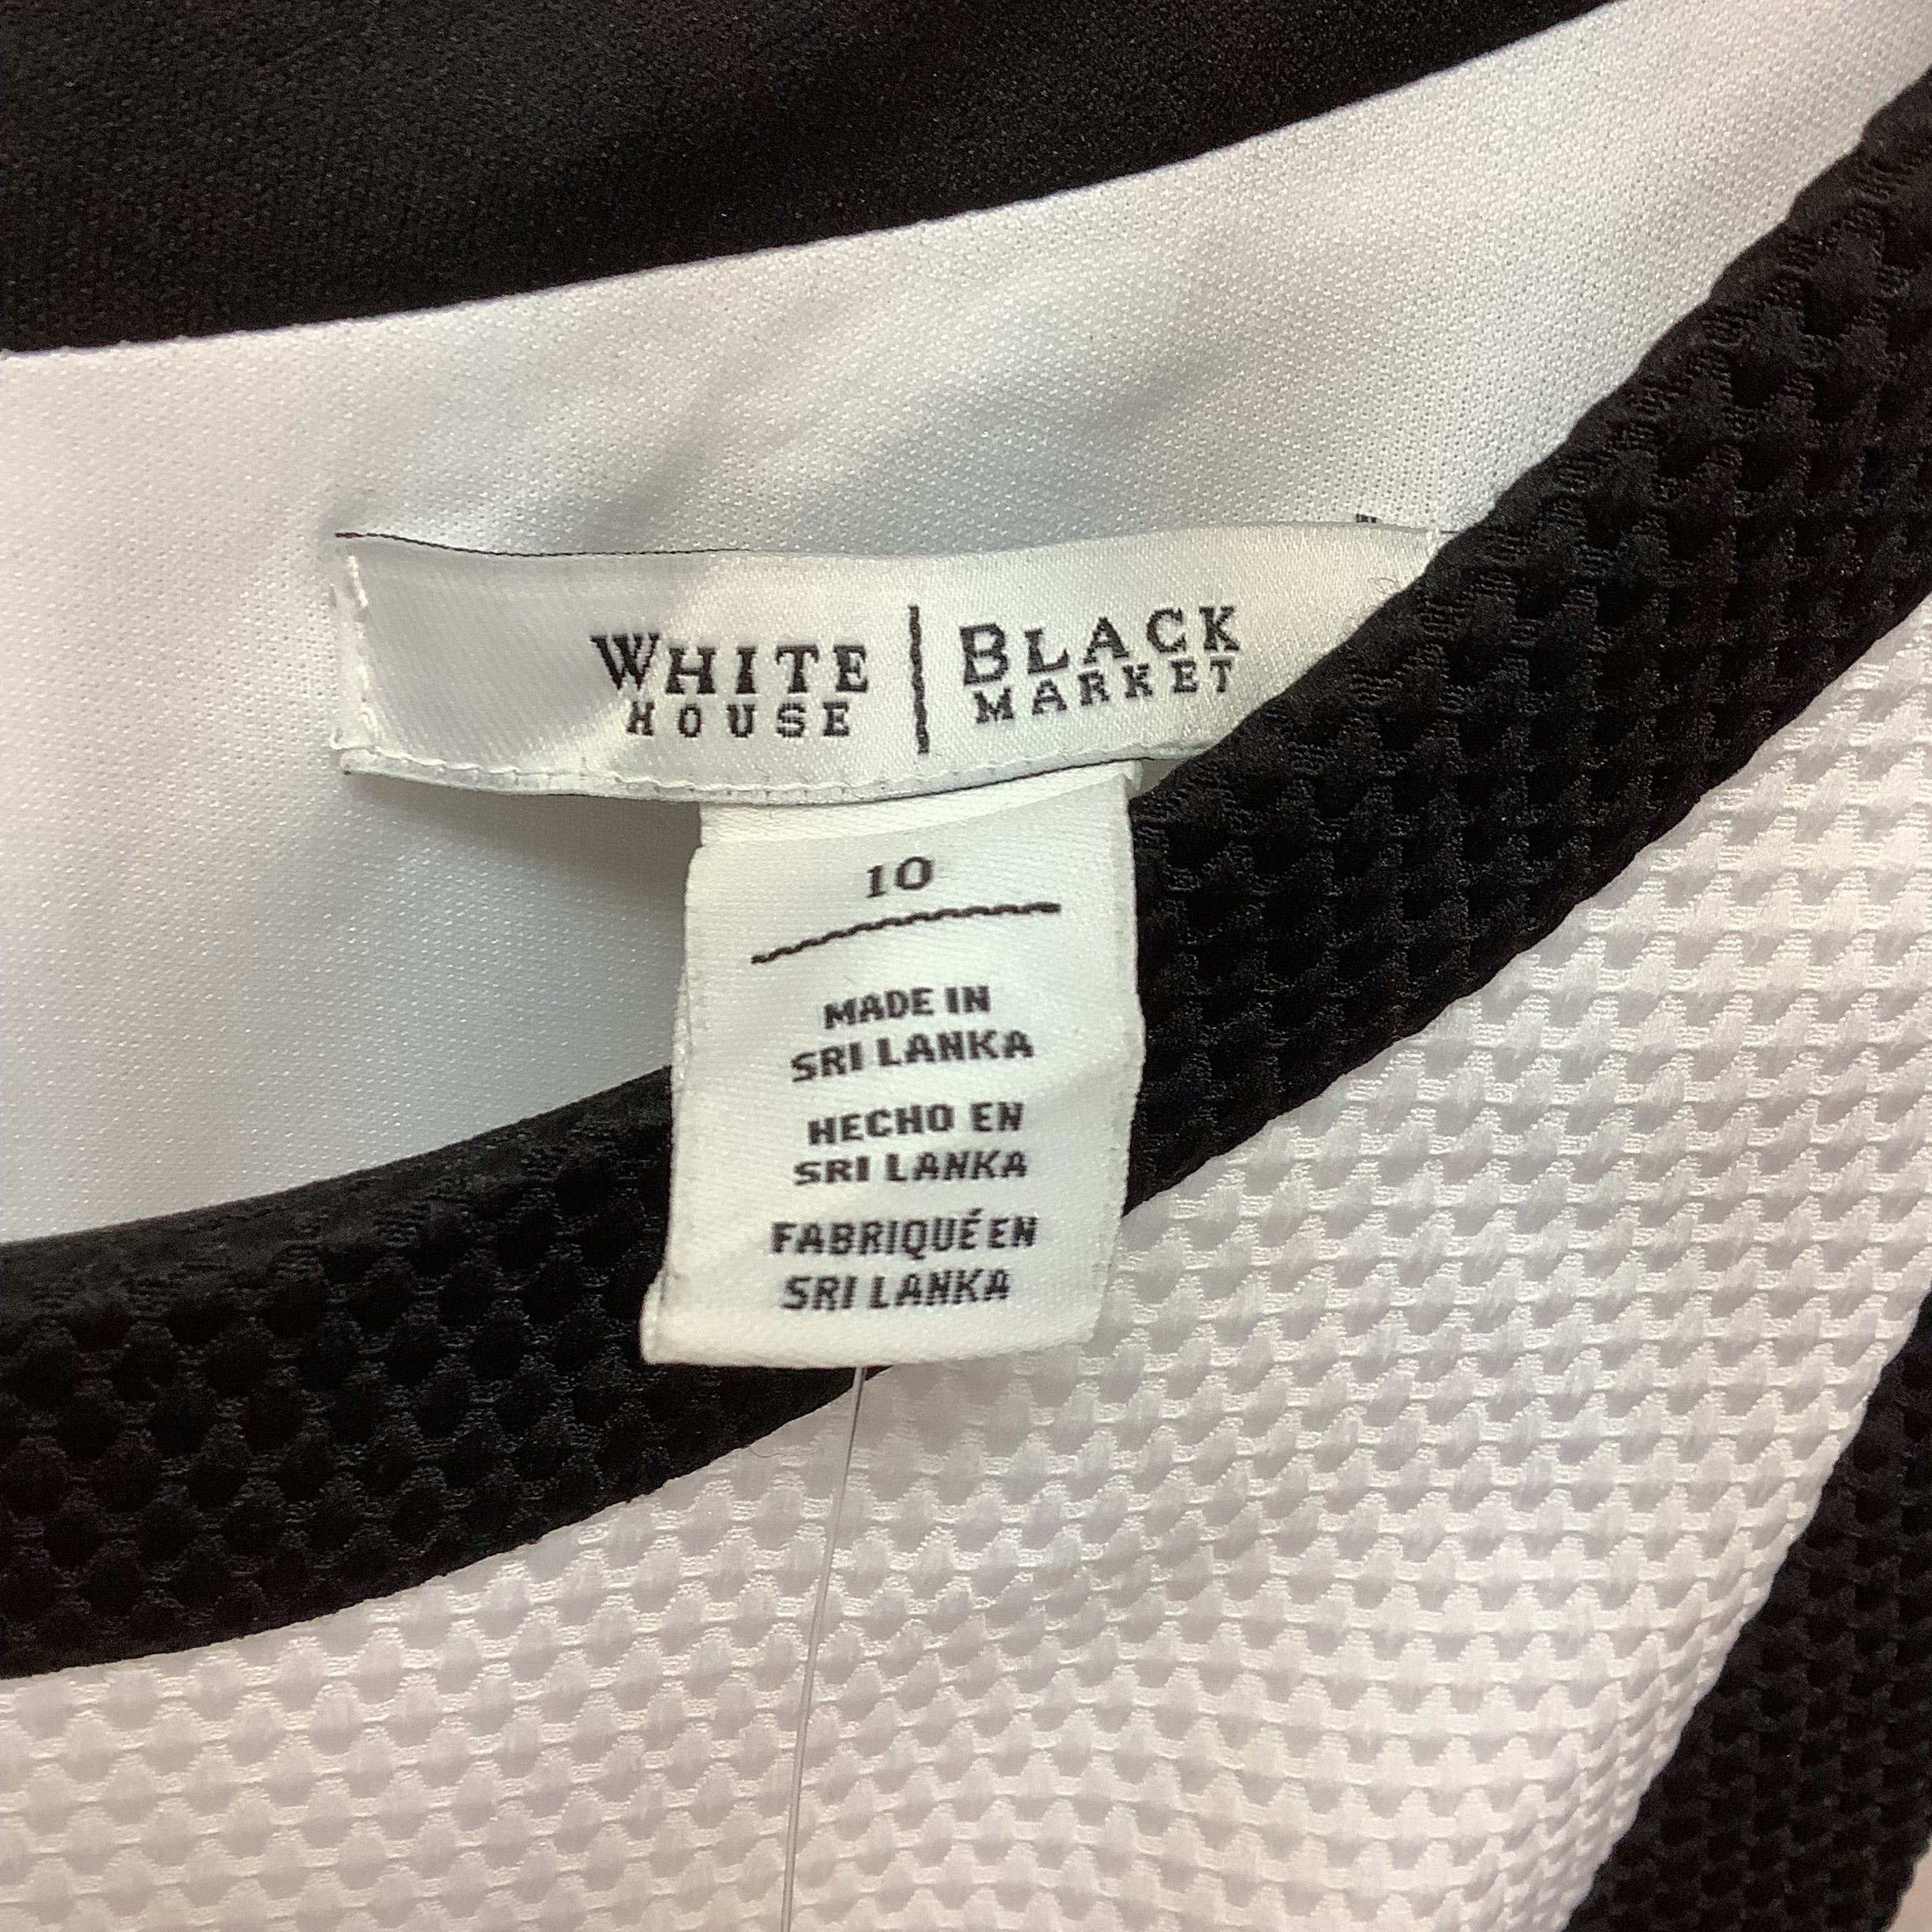 WHITE HOUSE | BLACK MARKET
10
MADE IN
SRI LANKA
HECHO EN
SRI LANKA
FABRIQUÉ EN
SRI LANKA